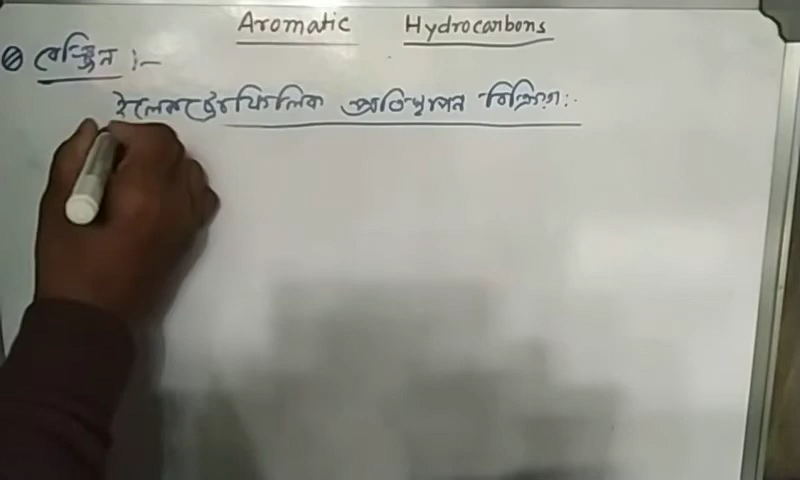 Aromatic Hydrocarbons
বেঞ্জিন :-
ইলেকট্রোফিলিক প্রতিস্থাপন বিক্রিয়া :-